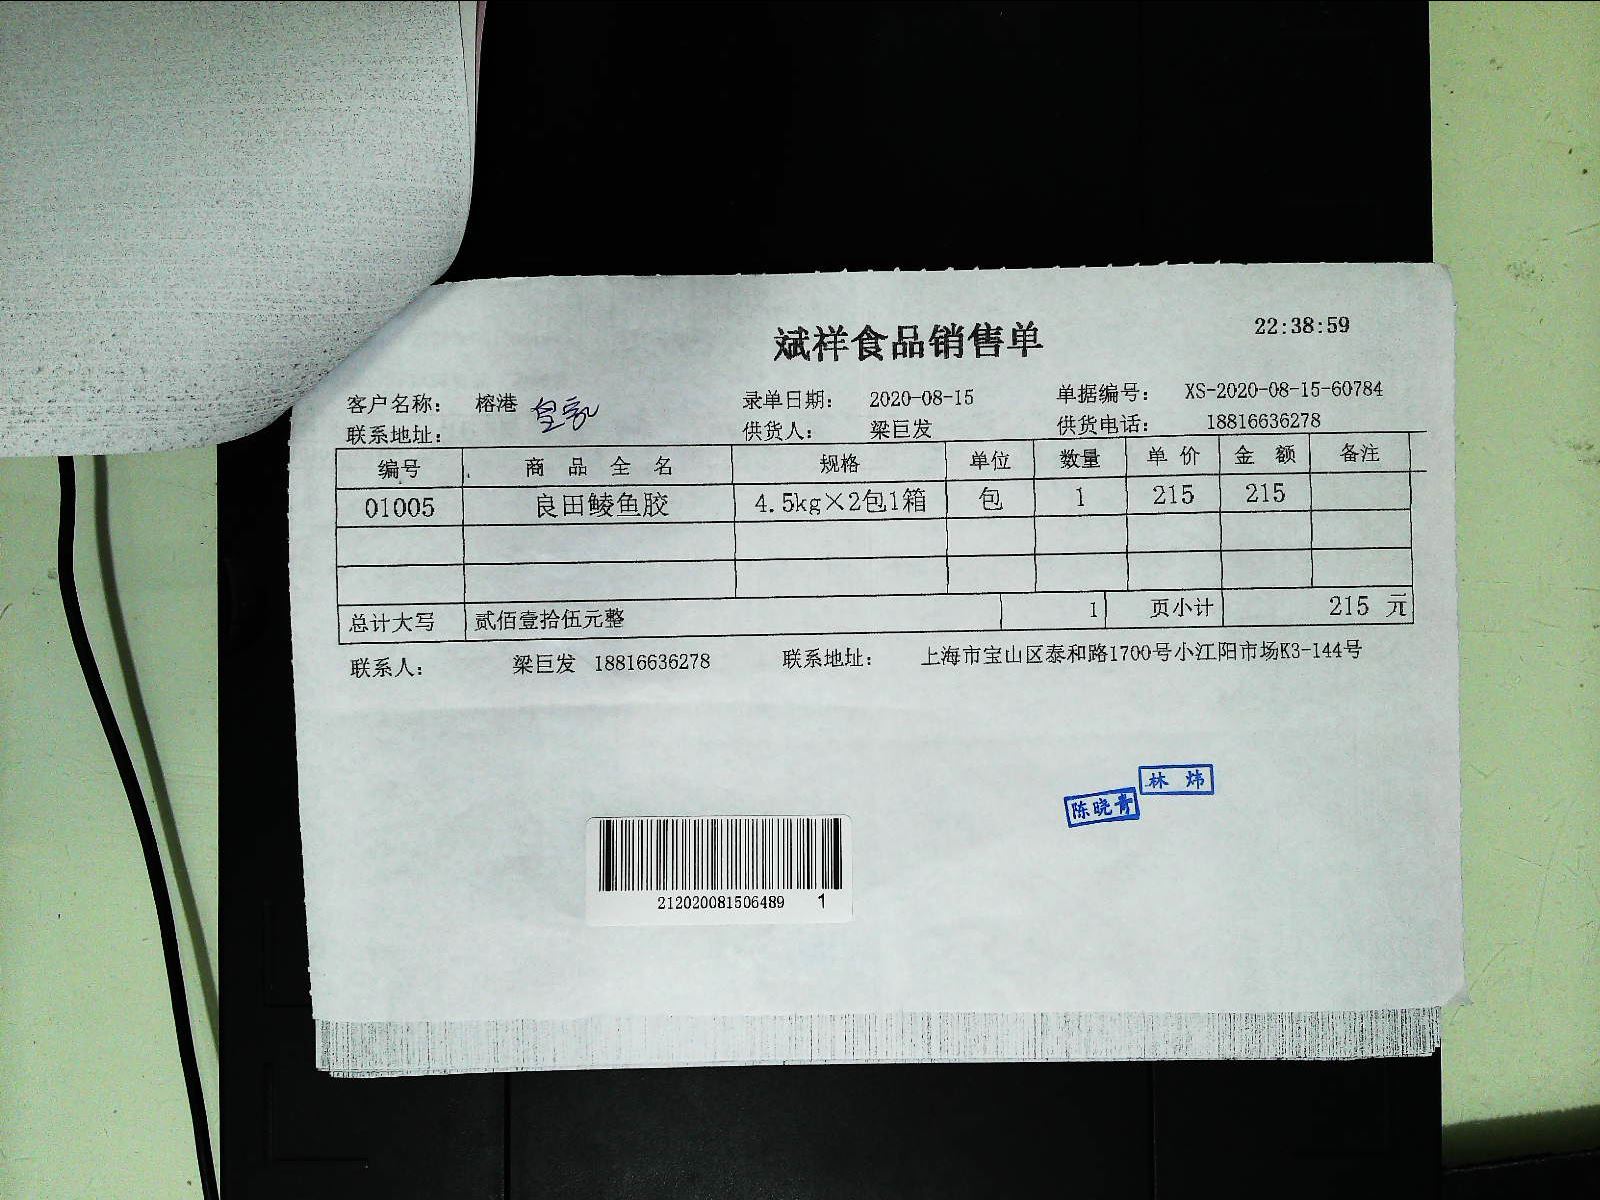 斌祥食品销售单
22:38:59
客户名称： 榕港 录单日期： 2020-08-15 单据编号： XS-2020-08-15-60784
联系地址： 供货人： 梁巨发 供货电话： 18816636278
编号 商品全名 规格 单位 数量 单价 金额 备注
01005 良田鲮鱼胶 4.5kg×2包1箱 包 1 215 215
总计大写 贰佰壹拾伍元整 1 页小计 215 元
联系人： 梁巨发 18816636278 联系地址： 上海市宝山区泰和路1700号小江阳市场K3-144号
林炜
陈晓青
212020081506489 1